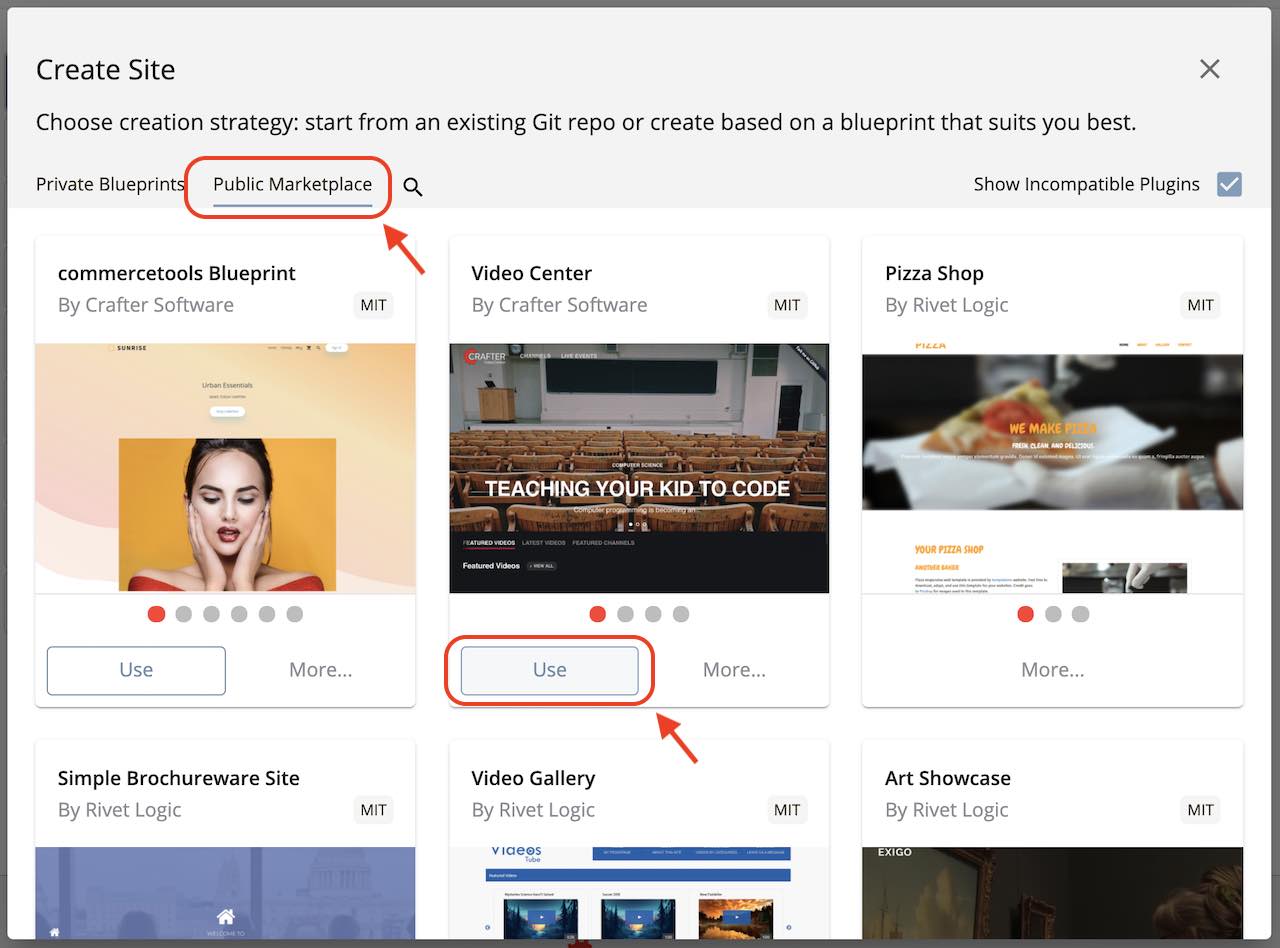 Create Site
Choose creation strategy: start from an existing Git repo or create based on a blueprint that suits you best.
Private Blueprints
Public Marketplace
Show Incompatible Plugins
commercetools Blueprint
By Crafter Software
MIT
SUNRISE
Urban Essentials
Use
More...
Video Center
By Crafter Software
MIT
CRAFTER
CHANNELS
LIVE EVENTS
COMPUTER SCIENCE
TEACHING YOUR KID TO CODE
Computer programming is becoming an...
FEATURED VIDEOS
LATEST VIDEOS
FEATURED CHANNELS
Featured Videos
VIEW ALL
Use
More...
Pizza Shop
By Rivet Logic
MIT
PIZZA
HOME
ABOUT
GALLERY
CONTACT
WE MAKE PIZZA
FRESH, CLEAN, AND DELICIOUS.
YOUR PIZZA SHOP
ANOTHER BAKER
More...
Simple Brochureware Site
By Rivet Logic
MIT
WELCOME TO
Video Gallery
By Rivet Logic
MIT
Videos
Tube
Featured Videos
Art Showcase
By Rivet Logic
MIT
EXIGO